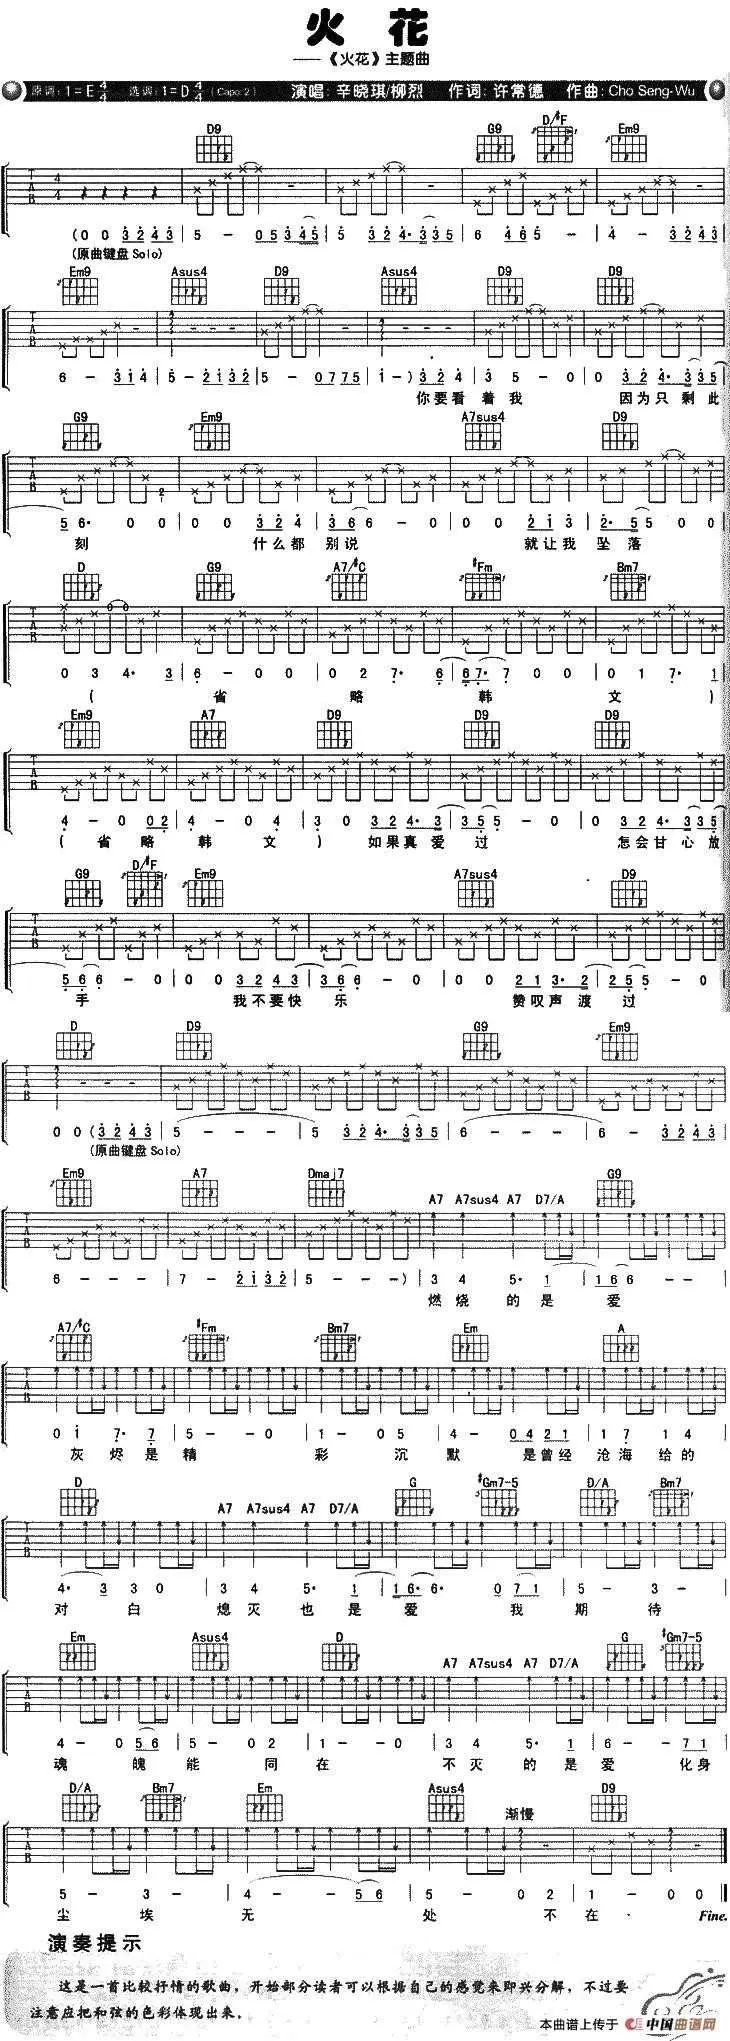 火花
——《火花》主题曲
原调：1=E 4/4 选调：1=D 4/4 （Capo：2） 演唱：辛晓琪/柳烈 作词：许常德 作曲：Cho Seng-Wu
D9 G9 D/#F Em9
(0 0 3 2 4 3 5 - 0 5 3 4 5 5 3 2 4· 3 3 5 6 4 6 5 - 4 - 3 2 4 3
(原曲键盘 Solo)
Em9 Asus4 D9 Asus4 D9 D9
6 - 3 1 4 5 - 2 1 3 2 5 - 0 7 7 5 1 - ) 3 2 4 3 5 - 0 0 3 2 4· 3 3 5
你要看着我 因为只剩此
G9 Em9 A7sus4 D9
5 6· 0 0 0 0 3 2 4 3 6 6 - 0 0 0 2 1 3 2· 5 5 0 0
刻 什么都别说 就让我坠落
D G9 A7/#C #Fm Bm7
0 3 4· 3 6 - 0 0 0 2 7· 6 6 7· 7 0 0 0 1 7· 1
(省略韩文)
Em9 A7 D9 D9 D9
4 - 0 0 2 4 - 0 4 3 0 3 2 4· 3 3 5 5 - 0 0 3 2 4· 3 3 5
(省略韩文) 如果真爱过 怎会甘心放
G9 D/#F Em9 A7sus4 D9
5 6 6 - 0 0 0 3 2 4 3 3 6 6 - 0 0 0 2 1 3· 2 2 5 5 - 0
手 我不要快乐 赞叹声渡过
D D9 G9 Em9
0 0 (3 2 4 3 5 - - - 5 3 2 4· 3 3 5 6 - - - 6 - 3 2 4 3
(原曲键盘 Solo)
Em9 A7 Dmaj7 A7 A7sus4 A7 D7/A G9
6 - - - 7 - 2 1 3 2 5 - - - ) 3 4 5· 1 1 6 6 - -
燃烧的是爱
A7/#C #Fm Bm7 Em A
0 1 7· 7 5 - - 0 1 - 0 5 4 - 0 4 2 1 1 7 1 4
灰烬是精彩沉默是曾经沧海给的
D A7 A7sus4 A7 D7/A G #Gm7-5 D/A Bm7
4· 3 3 0 3 4 5· 1 1 6· 6· 0 7 1 5 - 3 -
对白熄灭也是爱我期待
Em Asus4 D A7 A7sus4 A7 D7/A G #Gm7-5
4 - 0 5 6 5 - 0 2 1 - - 0 3 4 5· 1 6 - - 7 1
魂魄能同在不灭的是爱化身
D/A Bm7 Em Asus4 渐慢 D9
5 - 3 - 4 - - 5 6 5 - 0 2 1 - 0 0
尘埃无处不在· Fine.
演奏提示
这是一首比较抒情的歌曲，开始部分读者可以根据自己的感觉来即兴分解，不过要
注意应把和弦的色彩体现出来。
本曲谱上传于 中国曲谱网